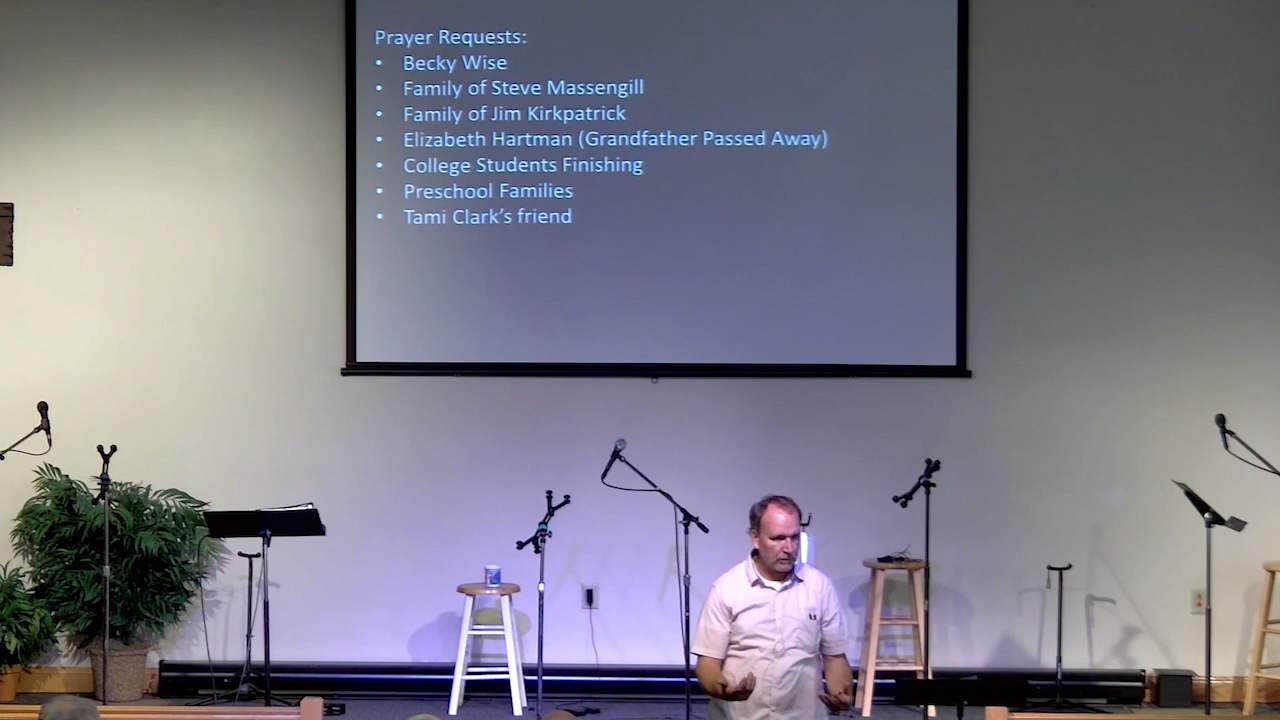 Prayer Requests:
• Becky Wise
• Family of Steve Massengill
• Family of Jim Kirkpatrick
• Elizabeth Hartman (Grandfather Passed Away)
• College Students Finishing
• Preschool Families
• Tami Clark's friend